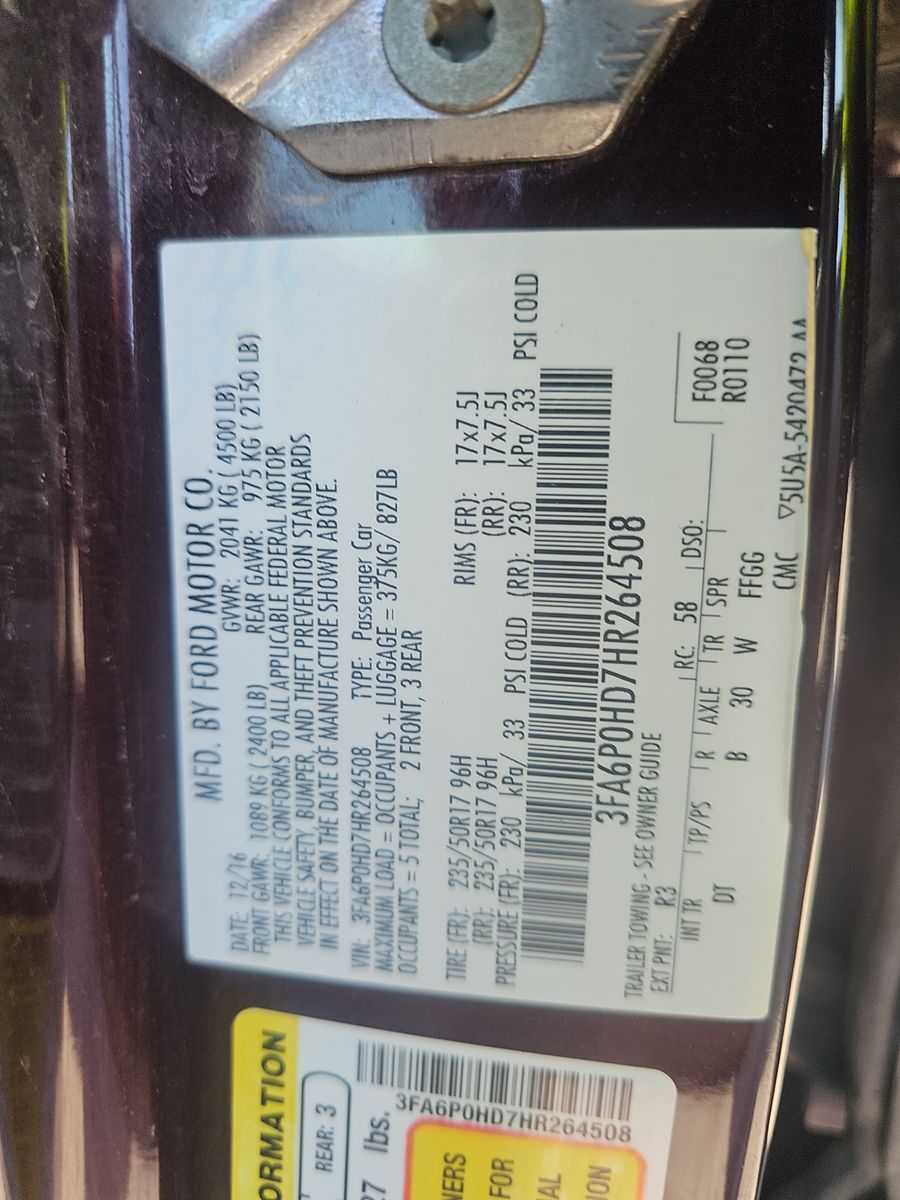 MFD. BY FORD MOTOR CO.
DATE: 12/16 GVWR: 2041 KG ( 4500 LB)
FRONT GAWR: 1089 KG ( 2400 LB) REAR GAWR: 975 KG ( 2150 LB)
THIS VEHICLE CONFORMS TO ALL APPLICABLE FEDERAL MOTOR
VEHICLE SAFETY, BUMPER, AND THEFT PREVENTION STANDARDS
IN EFFECT ON THE DATE OF MANUFACTURE SHOWN ABOVE.
VIN: 3FA6P0HD7HR264508 TYPE: Passenger Car
MAXIMUM LOAD = OCCUPANTS + LUGGAGE = 375KG/ 827LB
OCCUPANTS = 5 TOTAL; 2 FRONT, 3 REAR
TIRE (FR): 235/50R17 96H RIMS (FR): 17x7.5J
(RR): 235/50R17 96H (RR): 17x7.5J
PRESSURE (FR): 230 kPa/ 33 PSI COLD (RR): 230 kPa/ 33 PSI COLD
3FA6P0HD7HR264508
TRAILER TOWING - SEE OWNER GUIDE
EXT PNT: R3 RC: 58 DSO: F0068
R0110
INT TR TP/PS R AXLE TR SPR
DT B 30 W FFGG
CMC ▽5U5A-5420472
ORMATION
REAR: 3
lbs.
3FA6P0HD7HR264508
NERS
FOR
AL
ION